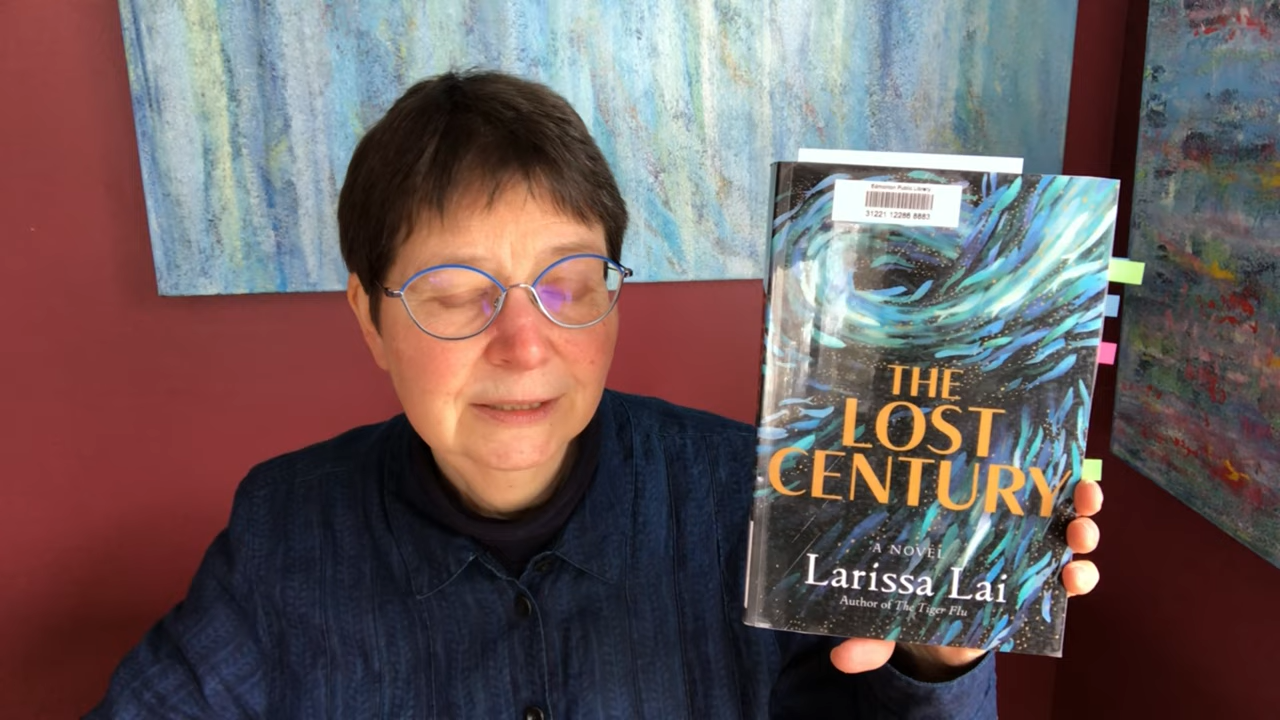 Edmonton Public Library
31221 12286 8883
THE
LOST
CENTURY
A NOVEL
Larissa Lai
Author of The Tiger Flu